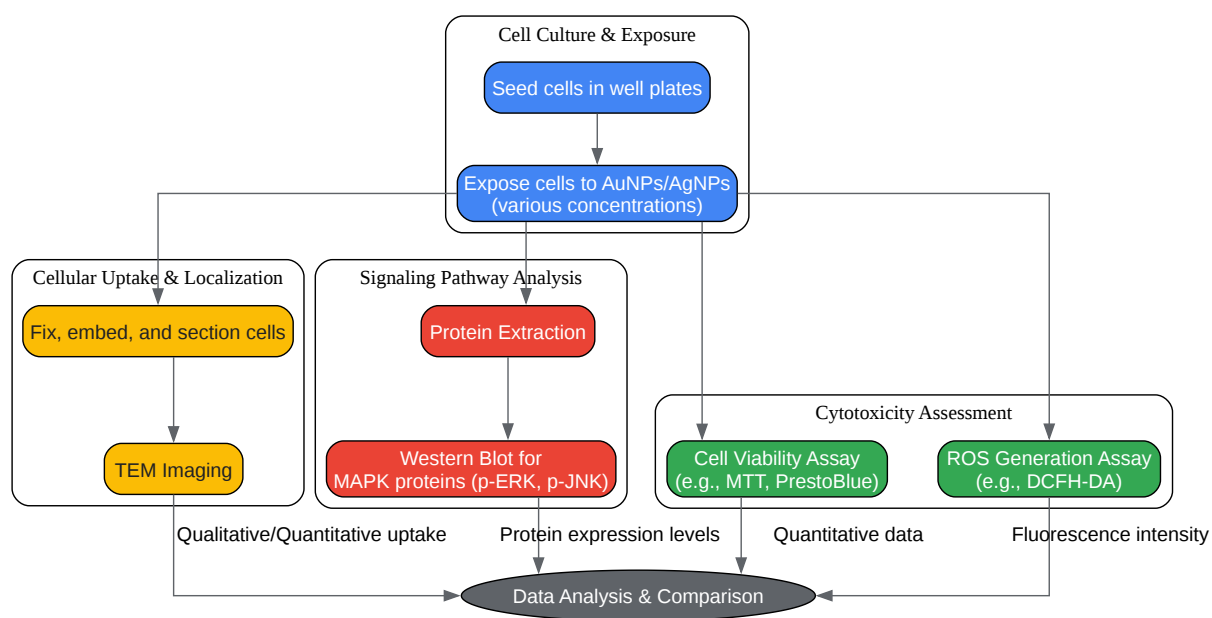 Cell Culture & Exposure
Seed cells in well plates
Expose cells to AuNPs/AgNPs
(various concentrations)
Cellular Uptake & Localization
Fix, embed, and section cells
TEM Imaging
Signaling Pathway Analysis
Protein Extraction
Western Blot for
MAPK proteins (p-ERK, p-JNK)
Cytotoxicity Assessment
Cell Viability Assay
(e.g., MTT, PrestoBlue)
ROS Generation Assay
(e.g., DCFH-DA)
Qualitative/Quantitative uptake
Protein expression levels
Quantitative data
Fluorescence intensity
Data Analysis & Comparison